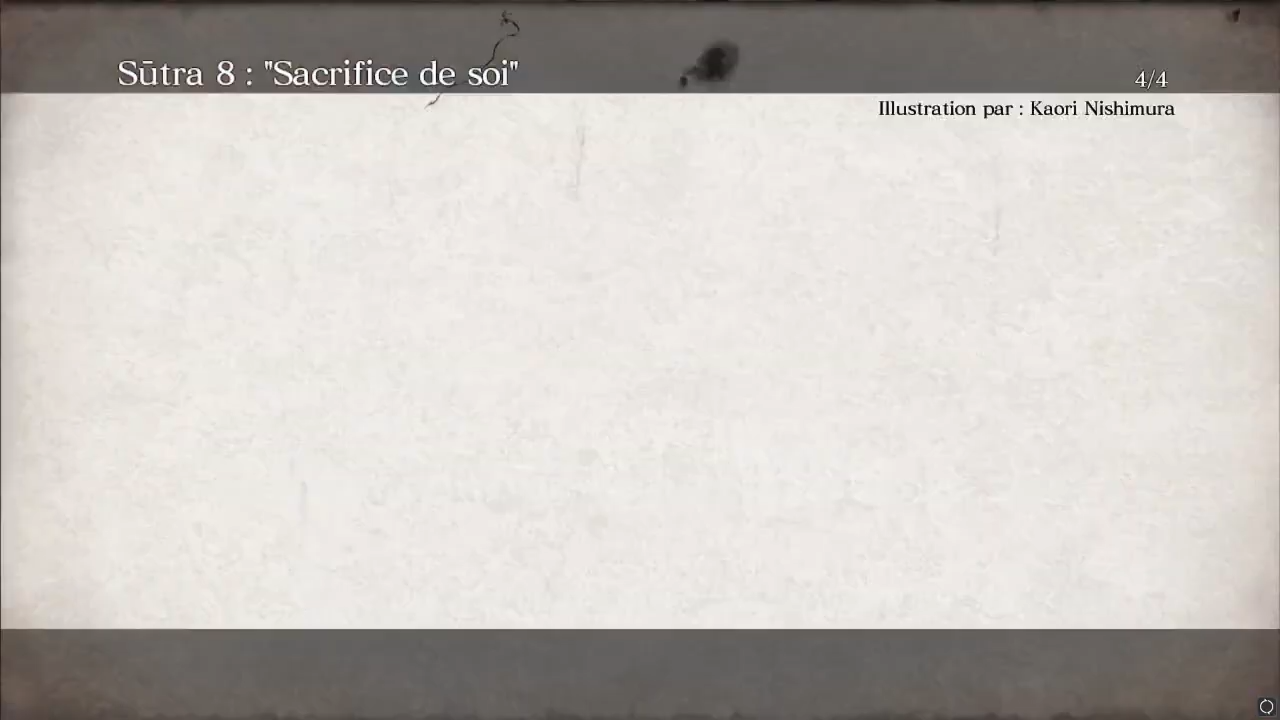 Sūtra 8 : "Sacrifice de soi"
4/4
Illustration par : Kaori Nishimura